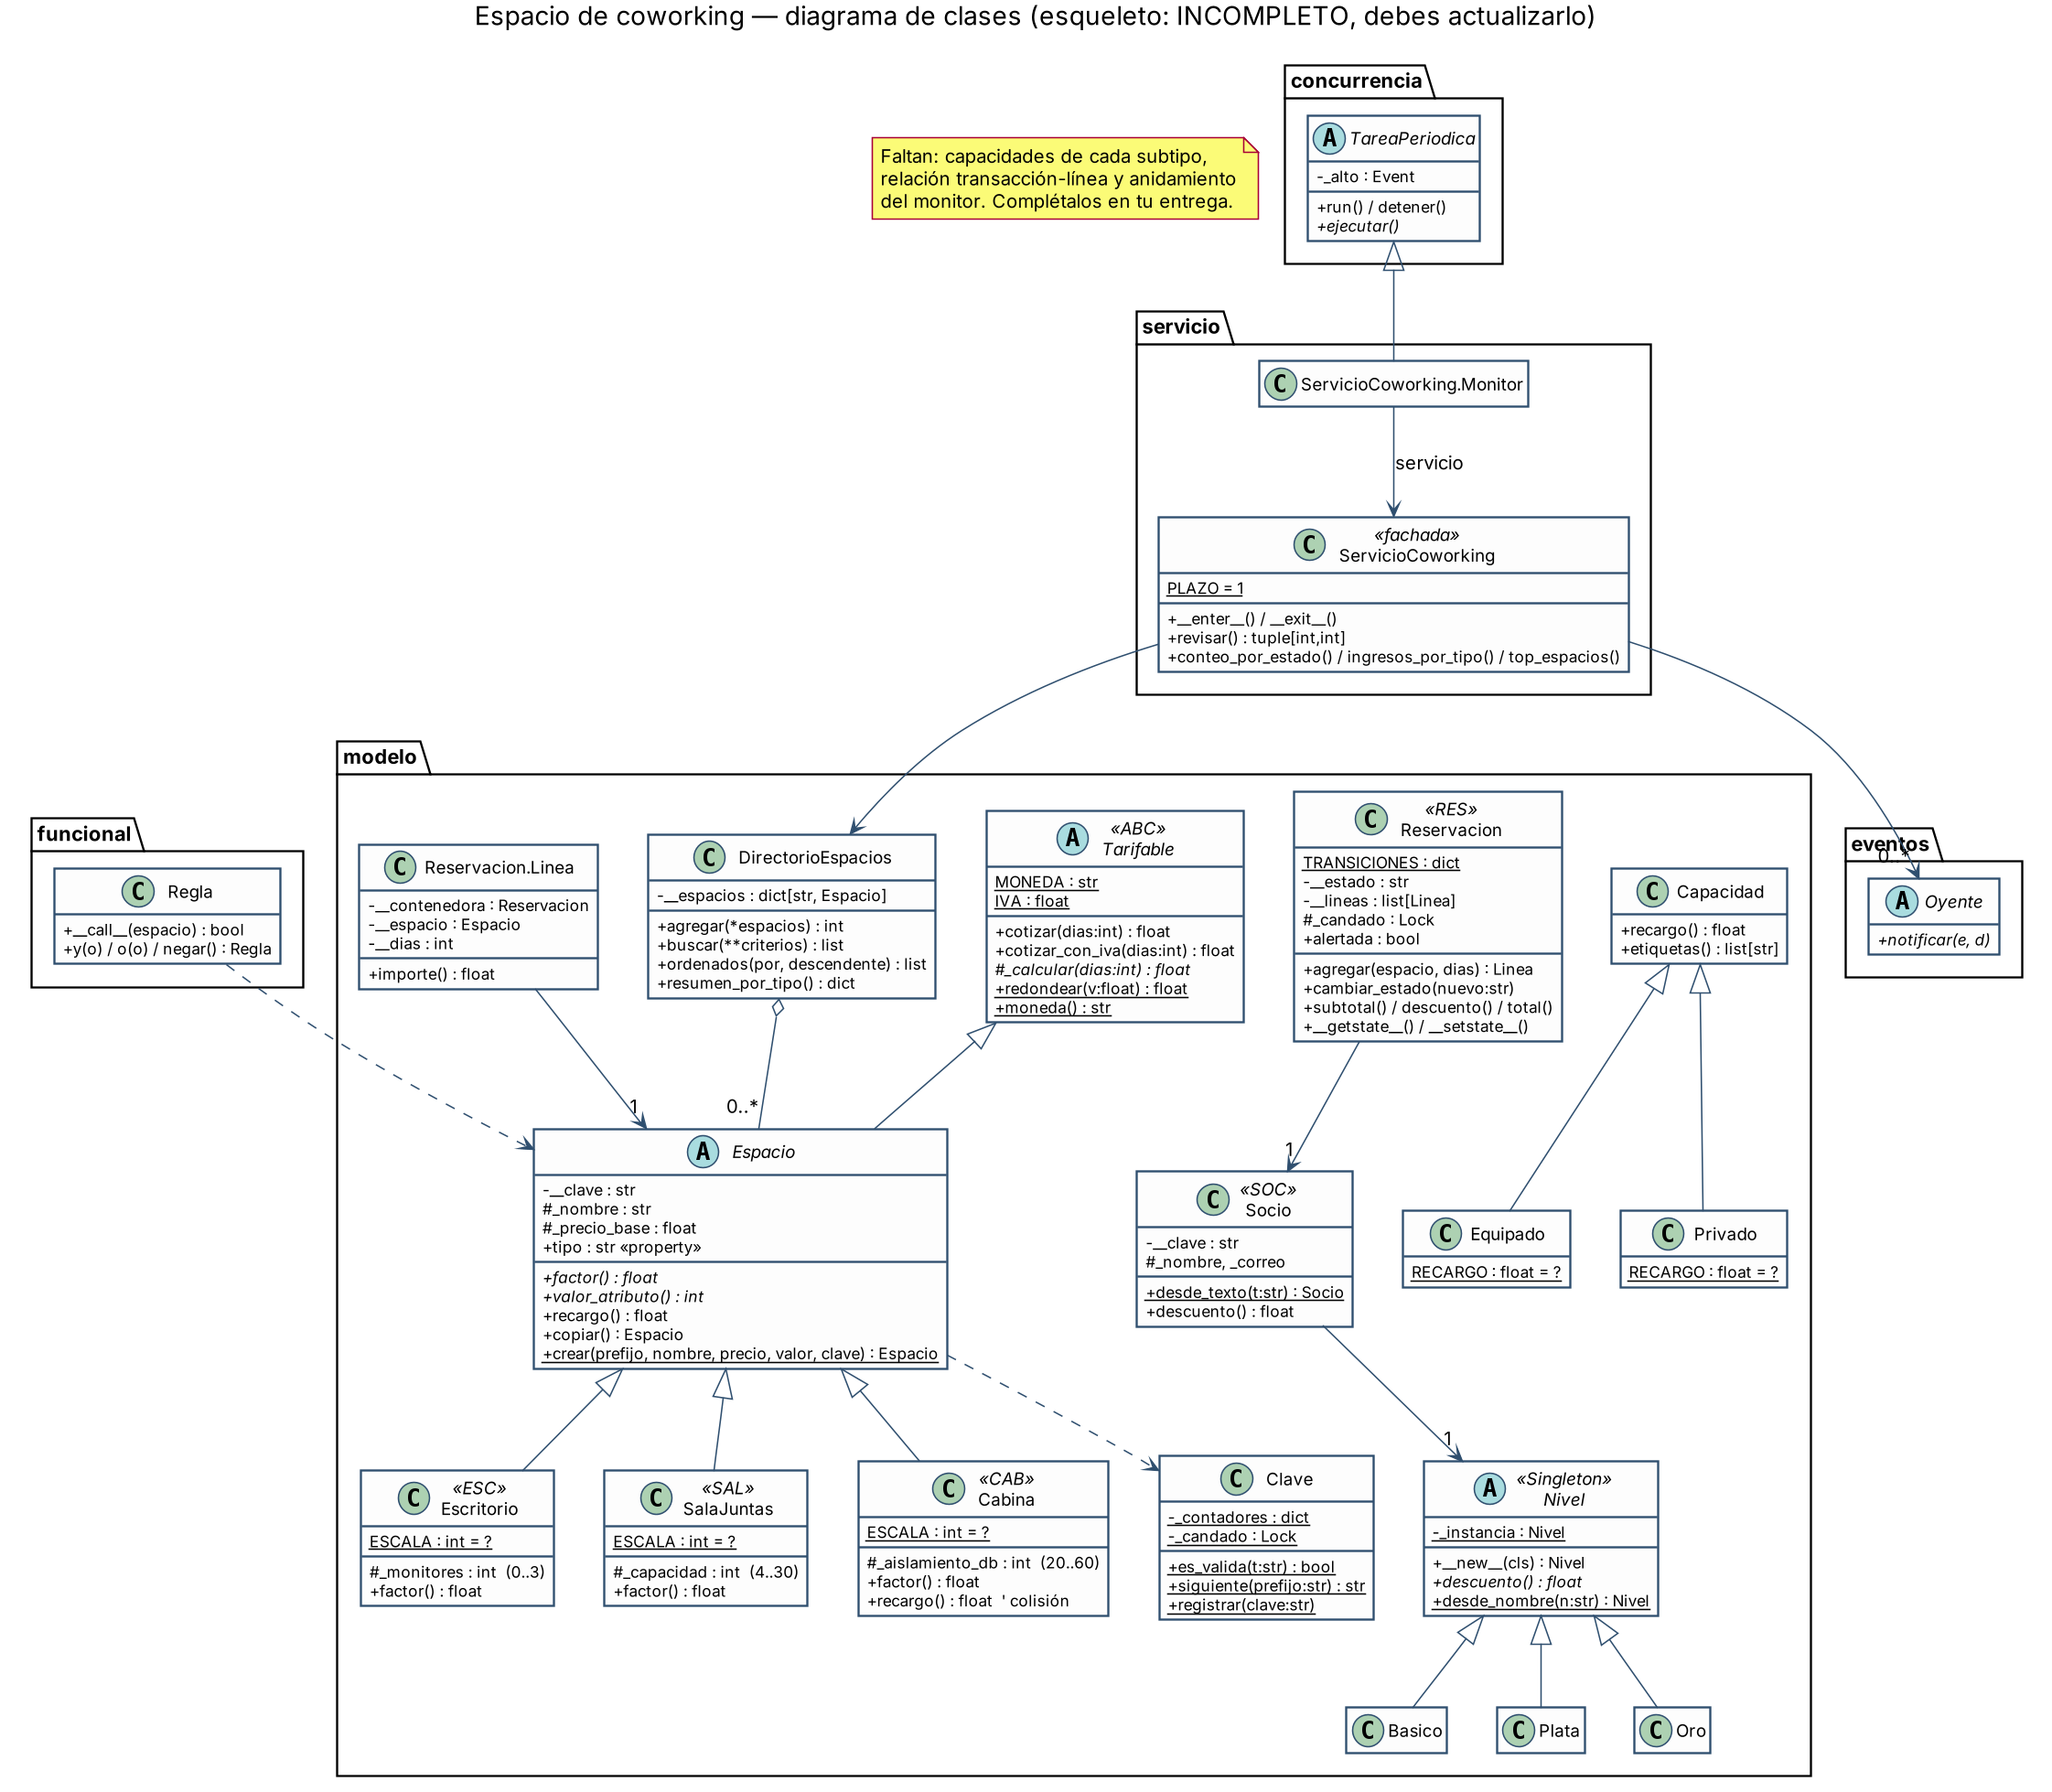 Espacio de coworking — diagrama de clases (esqueleto: INCOMPLETO, debes actualizarlo)
concurrencia
A TareaPeriodica
-_alto : Event
+run() / detener()
+ejecutar()
Faltan: capacidades de cada subtipo,
relación transacción-línea y anidamiento
del monitor. Complétalos en tu entrega.
servicio
C ServicioCoworking.Monitor
servicio
C «fachada»
ServicioCoworking
PLAZO = 1
+__enter__() / __exit__()
+revisar() : tuple[int,int]
+conteo_por_estado() / ingresos_por_tipo() / top_espacios()
modelo
funcional
C Regla
+__call__(espacio) : bool
+y(o) / o(o) / negar() : Regla
C Reservacion.Linea
-__contenedora : Reservacion
-__espacio : Espacio
-__dias : int
+importe() : float
C DirectorioEspacios
-__espacios : dict[str, Espacio]
+agregar(*espacios) : int
+buscar(**criterios) : list
+ordenados(por, descendente) : list
+resumen_por_tipo() : dict
A «ABC»
Tarifable
MONEDA : str
IVA : float
+cotizar(dias:int) : float
+cotizar_con_iva(dias:int) : float
#_calcular(dias:int) : float
+redondear(v:float) : float
+moneda() : str
C «RES»
Reservacion
TRANSICIONES : dict
-__estado : str
-__lineas : list[Linea]
#_candado : Lock
+alertada : bool
+agregar(espacio, dias) : Linea
+cambiar_estado(nuevo:str)
+subtotal() / descuento() / total()
+__getstate__() / __setstate__()
C Capacidad
+recargo() : float
+etiquetas() : list[str]
eventos
0..*
A Oyente
+notificar(e, d)
1
0..*
1
A Espacio
-__clave : str
#_nombre : str
#_precio_base : float
+tipo : str «property»
+factor() : float
+valor_atributo() : int
+recargo() : float
+copiar() : Espacio
+crear(prefijo, nombre, precio, valor, clave) : Espacio
C «SOC»
Socio
-__clave : str
#_nombre, _correo
+desde_texto(t:str) : Socio
+descuento() : float
C Equipado
RECARGO : float = ?
C Privado
RECARGO : float = ?
1
C «ESC»
Escritorio
ESCALA : int = ?
#_monitores : int  (0..3)
+factor() : float
C «SAL»
SalaJuntas
ESCALA : int = ?
#_capacidad : int  (4..30)
+factor() : float
C «CAB»
Cabina
ESCALA : int = ?
#_aislamiento_db : int  (20..60)
+factor() : float
+recargo() : float  ' colisión
C Clave
-_contadores : dict
-_candado : Lock
+es_valida(t:str) : bool
+siguiente(prefijo:str) : str
+registrar(clave:str)
A «Singleton»
Nivel
-_instancia : Nivel
+__new__(cls) : Nivel
+descuento() : float
+desde_nombre(n:str) : Nivel
C Basico
C Plata
C Oro